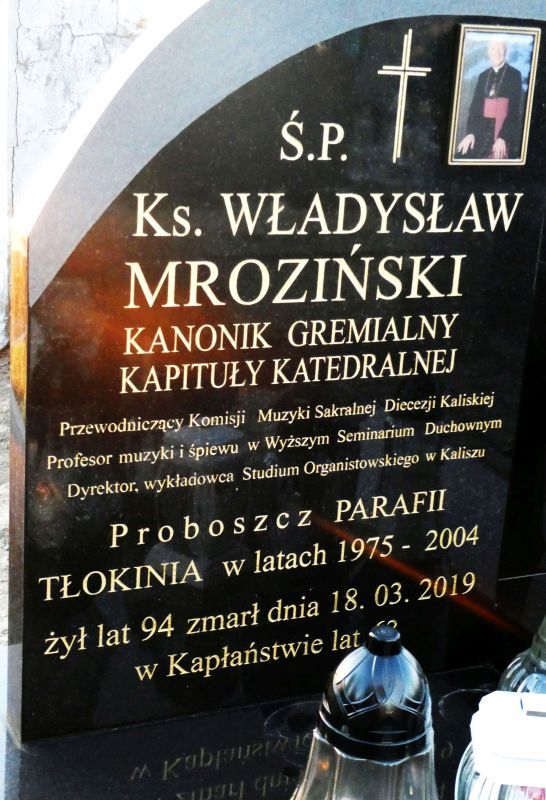 Ś.P.
Ks. WŁADYSŁAW
MROZIŃSKI
KANONIK GREMIALNY
KAPITUŁY KATEDRALNEJ
Przewodniczący Komisji Muzyki Sakralnej Diecezji Kaliskiej
Profesor muzyki i śpiewu w Wyższym Seminarium Duchownym
Dyrektor, wykładowca Studium Organistowskiego w Kaliszu
Proboszcz PARAFII
TŁOKINIA w latach 1975 - 2004
żył lat 94 zmarł dnia 18. 03. 2019
w Kapłaństwie lat